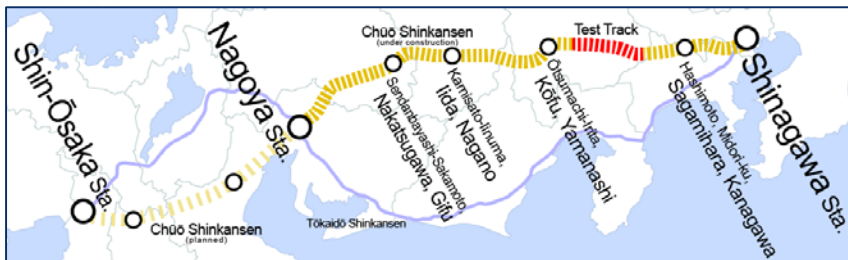 Shin-Ōsaka Sta.
Nagoya Sta.
Chūō Shinkansen
(under construction)
Test Track
Sendanbayashi-Sakamoto,
Nakatsugawa, Gifu
Kamisato-Iinuma,
Iida, Nagano
Ōtsumachi-Irita,
Kōfu, Yamanashi
Hashimoto, Midori-ku,
Sagamihara, Kanagawa
Shinagawa Sta.
Chūō Shinkansen
(planned)
Tōkaidō Shinkansen